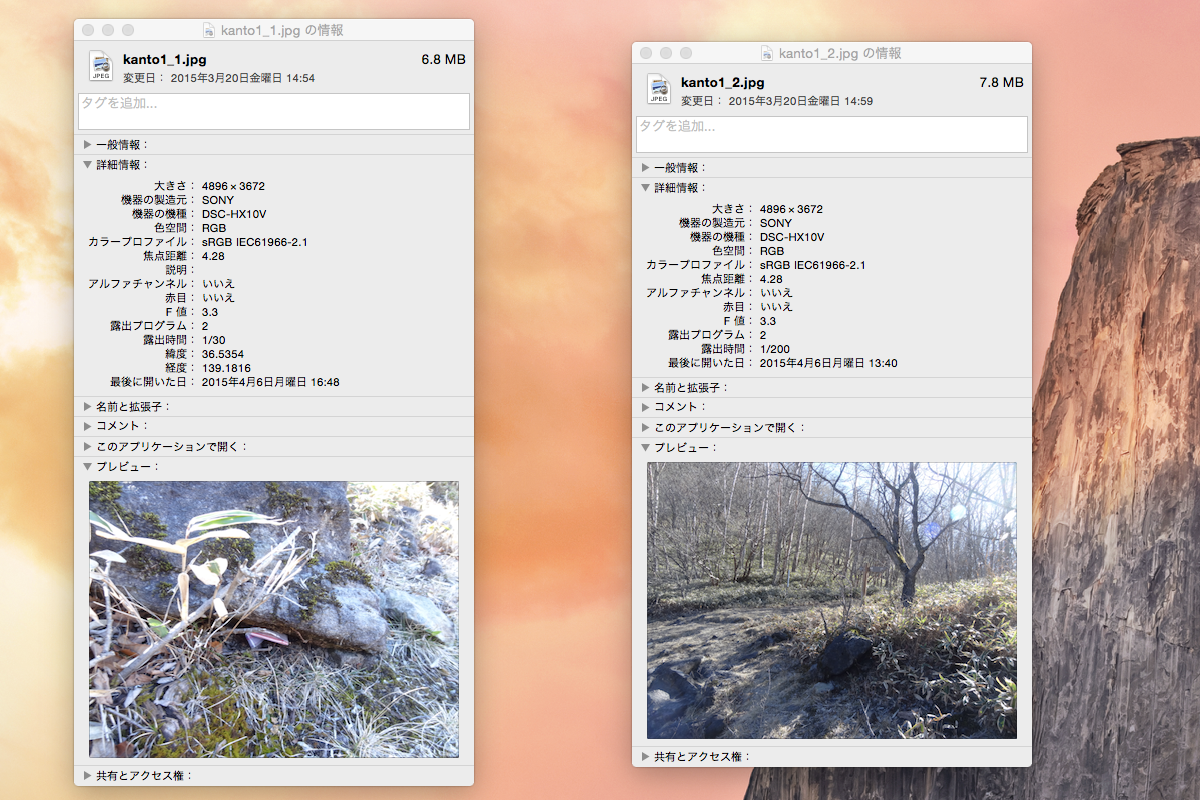 kanto1_1.jpg の情報
JPEG
kanto1_1.jpg
6.8 MB
変更日： 2015年3月20日金曜日 14:54
タグを追加...
一般情報：
詳細情報：
大きさ： 4896×3672
機器の製造元： SONY
機器の機種： DSC-HX10V
色空間： RGB
カラープロファイル： sRGB IEC61966-2.1
焦点距離： 4.28
説明：
アルファチャンネル： いいえ
赤目： いいえ
F 値： 3.3
露出プログラム： 2
露出時間： 1/30
緯度： 36.5354
経度： 139.1816
最後に開いた日： 2015年4月6日月曜日 16:48
名前と拡張子：
コメント：
このアプリケーションで開く：
プレビュー：
共有とアクセス権：
kanto1_2.jpg の情報
JPEG
kanto1_2.jpg
7.8 MB
変更日： 2015年3月20日金曜日 14:59
タグを追加...
一般情報：
詳細情報：
大きさ： 4896×3672
機器の製造元： SONY
機器の機種： DSC-HX10V
色空間： RGB
カラープロファイル： sRGB IEC61966-2.1
焦点距離： 4.28
アルファチャンネル： いいえ
赤目： いいえ
F 値： 3.3
露出プログラム： 2
露出時間： 1/200
最後に開いた日： 2015年4月6日月曜日 13:40
名前と拡張子：
コメント：
このアプリケーションで開く：
プレビュー：
共有とアクセス権：